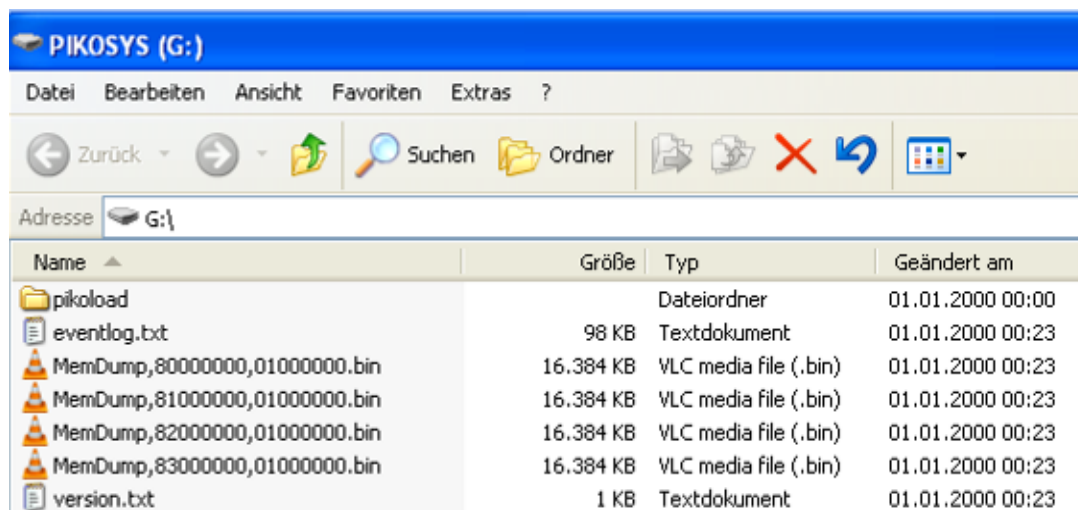 PIKOSYS (G:)
Datei Bearbeiten Ansicht Favoriten Extras ?
Zurück Suchen Ordner
Adresse G:\
Name Größe Typ Geändert am
pikoload Dateiordner 01.01.2000 00:00
eventlog.txt 98 KB Textdokument 01.01.2000 00:23
MemDump,80000000,01000000.bin 16.384 KB VLC media file (.bin) 01.01.2000 00:23
MemDump,81000000,01000000.bin 16.384 KB VLC media file (.bin) 01.01.2000 00:23
MemDump,82000000,01000000.bin 16.384 KB VLC media file (.bin) 01.01.2000 00:23
MemDump,83000000,01000000.bin 16.384 KB VLC media file (.bin) 01.01.2000 00:23
version.txt 1 KB Textdokument 01.01.2000 00:23